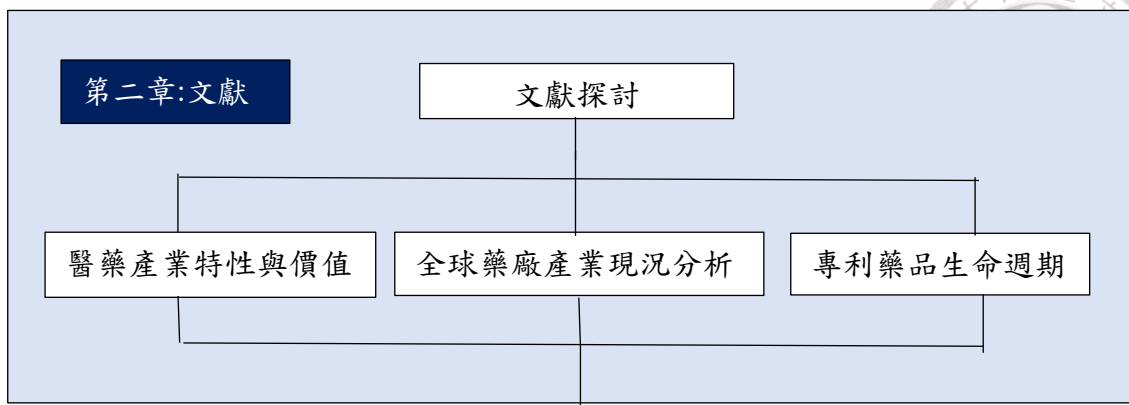 第二章:文獻
文獻探討
醫藥產業特性與價值
全球藥廠產業現況分析
專利藥品生命週期